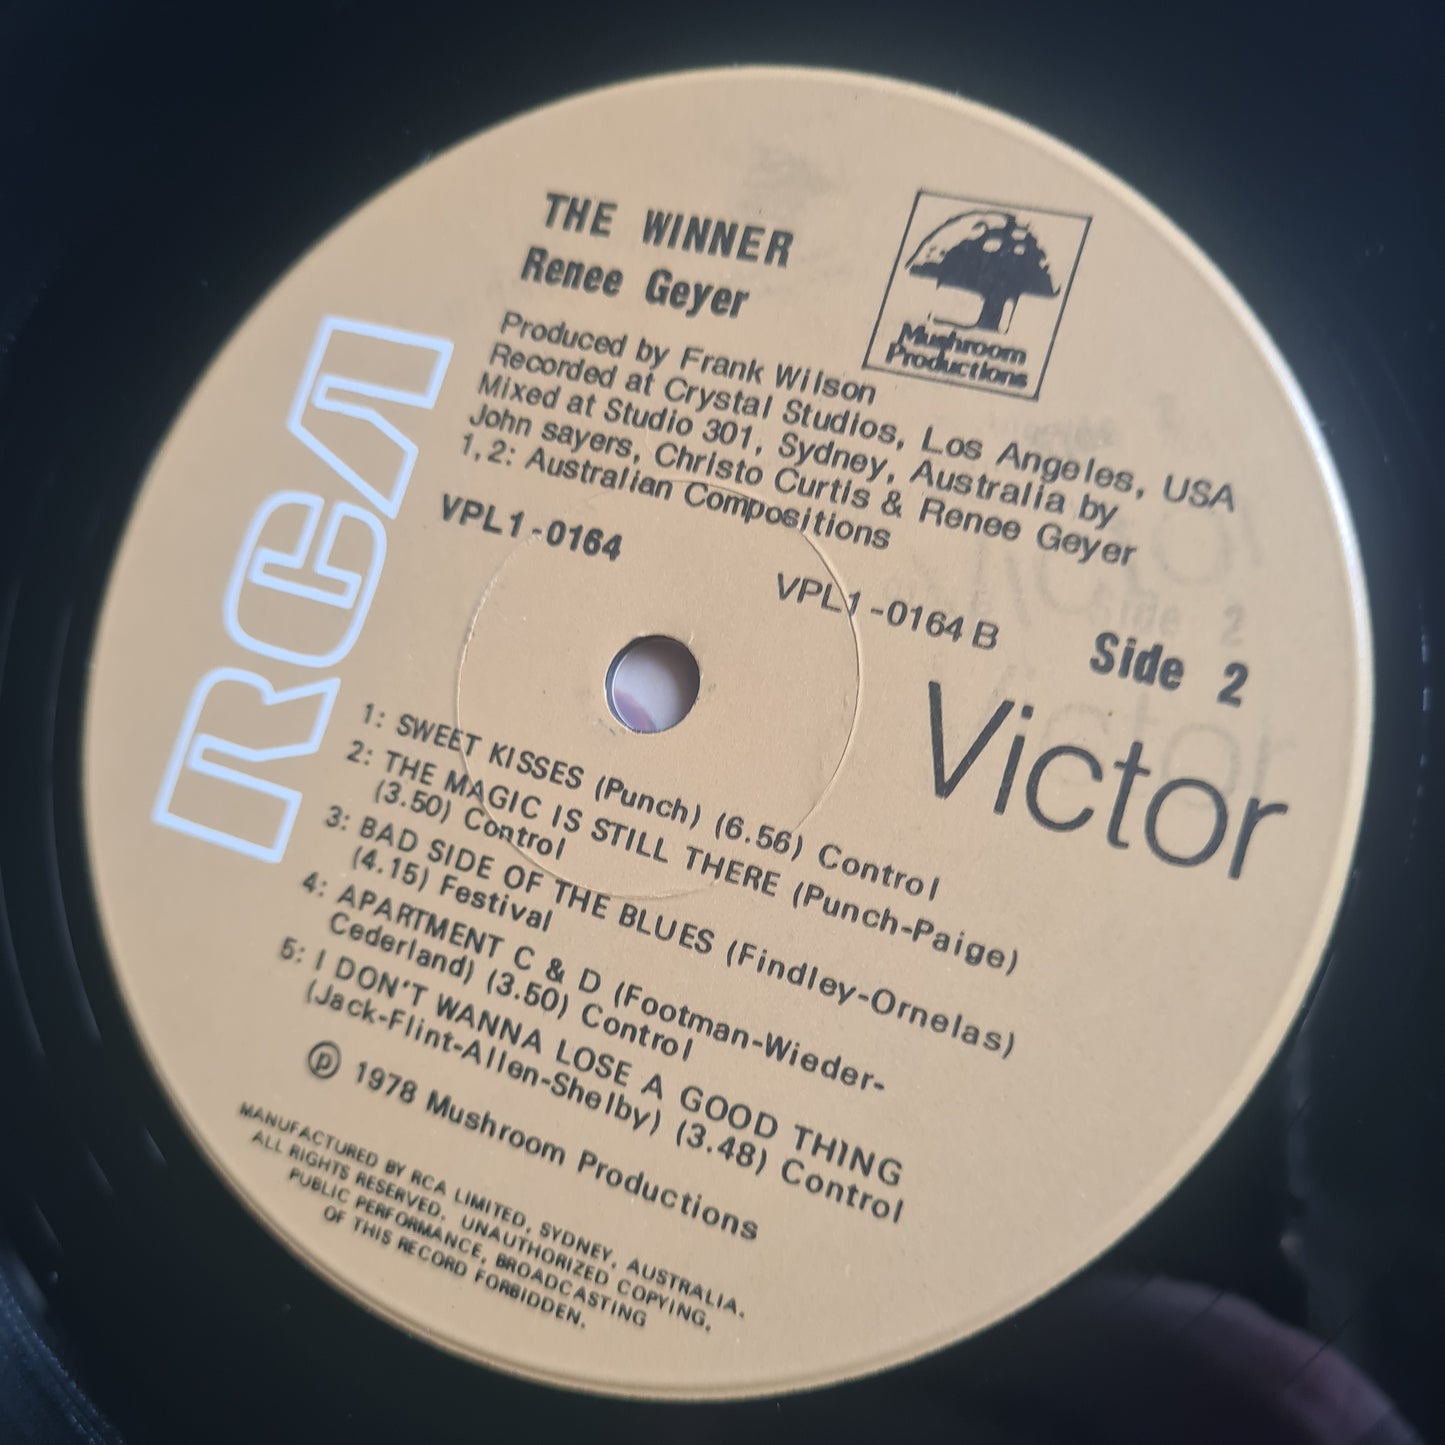 THE WINNER
Renee Geyer
Mushroom
Productions
Produced by Frank Wilson
Recorded at Crystal Studios, Los Angeles, USA
Mixed at Studio 301, Sydney, Australia by
John sayers, Christo Curtis & Renee Geyer
1,2: Australian Compositions
VPL1-0164
VPL1-0164 B
Side 2
RCA
Victor
1: SWEET KISSES (Punch) (6.56) Control
2: THE MAGIC IS STILL THERE (Punch-Paige)
(3.50) Control
3: BAD SIDE OF THE BLUES (Findley-Ornelas)
(4.15) Festival
4: APARTMENT C & D (Footman-Wieder-
Cederland) (3.50) Control
5: I DON'T WANNA LOSE A GOOD THING
(Jack-Flint-Allen-Shelby) (3.48) Control
℗ 1978 Mushroom Productions
MANUFACTURED BY RCA LIMITED, SYDNEY, AUSTRALIA.
ALL RIGHTS RESERVED. UNAUTHORIZED COPYING,
PUBLIC PERFORMANCE, BROADCASTING
OF THIS RECORD FORBIDDEN.